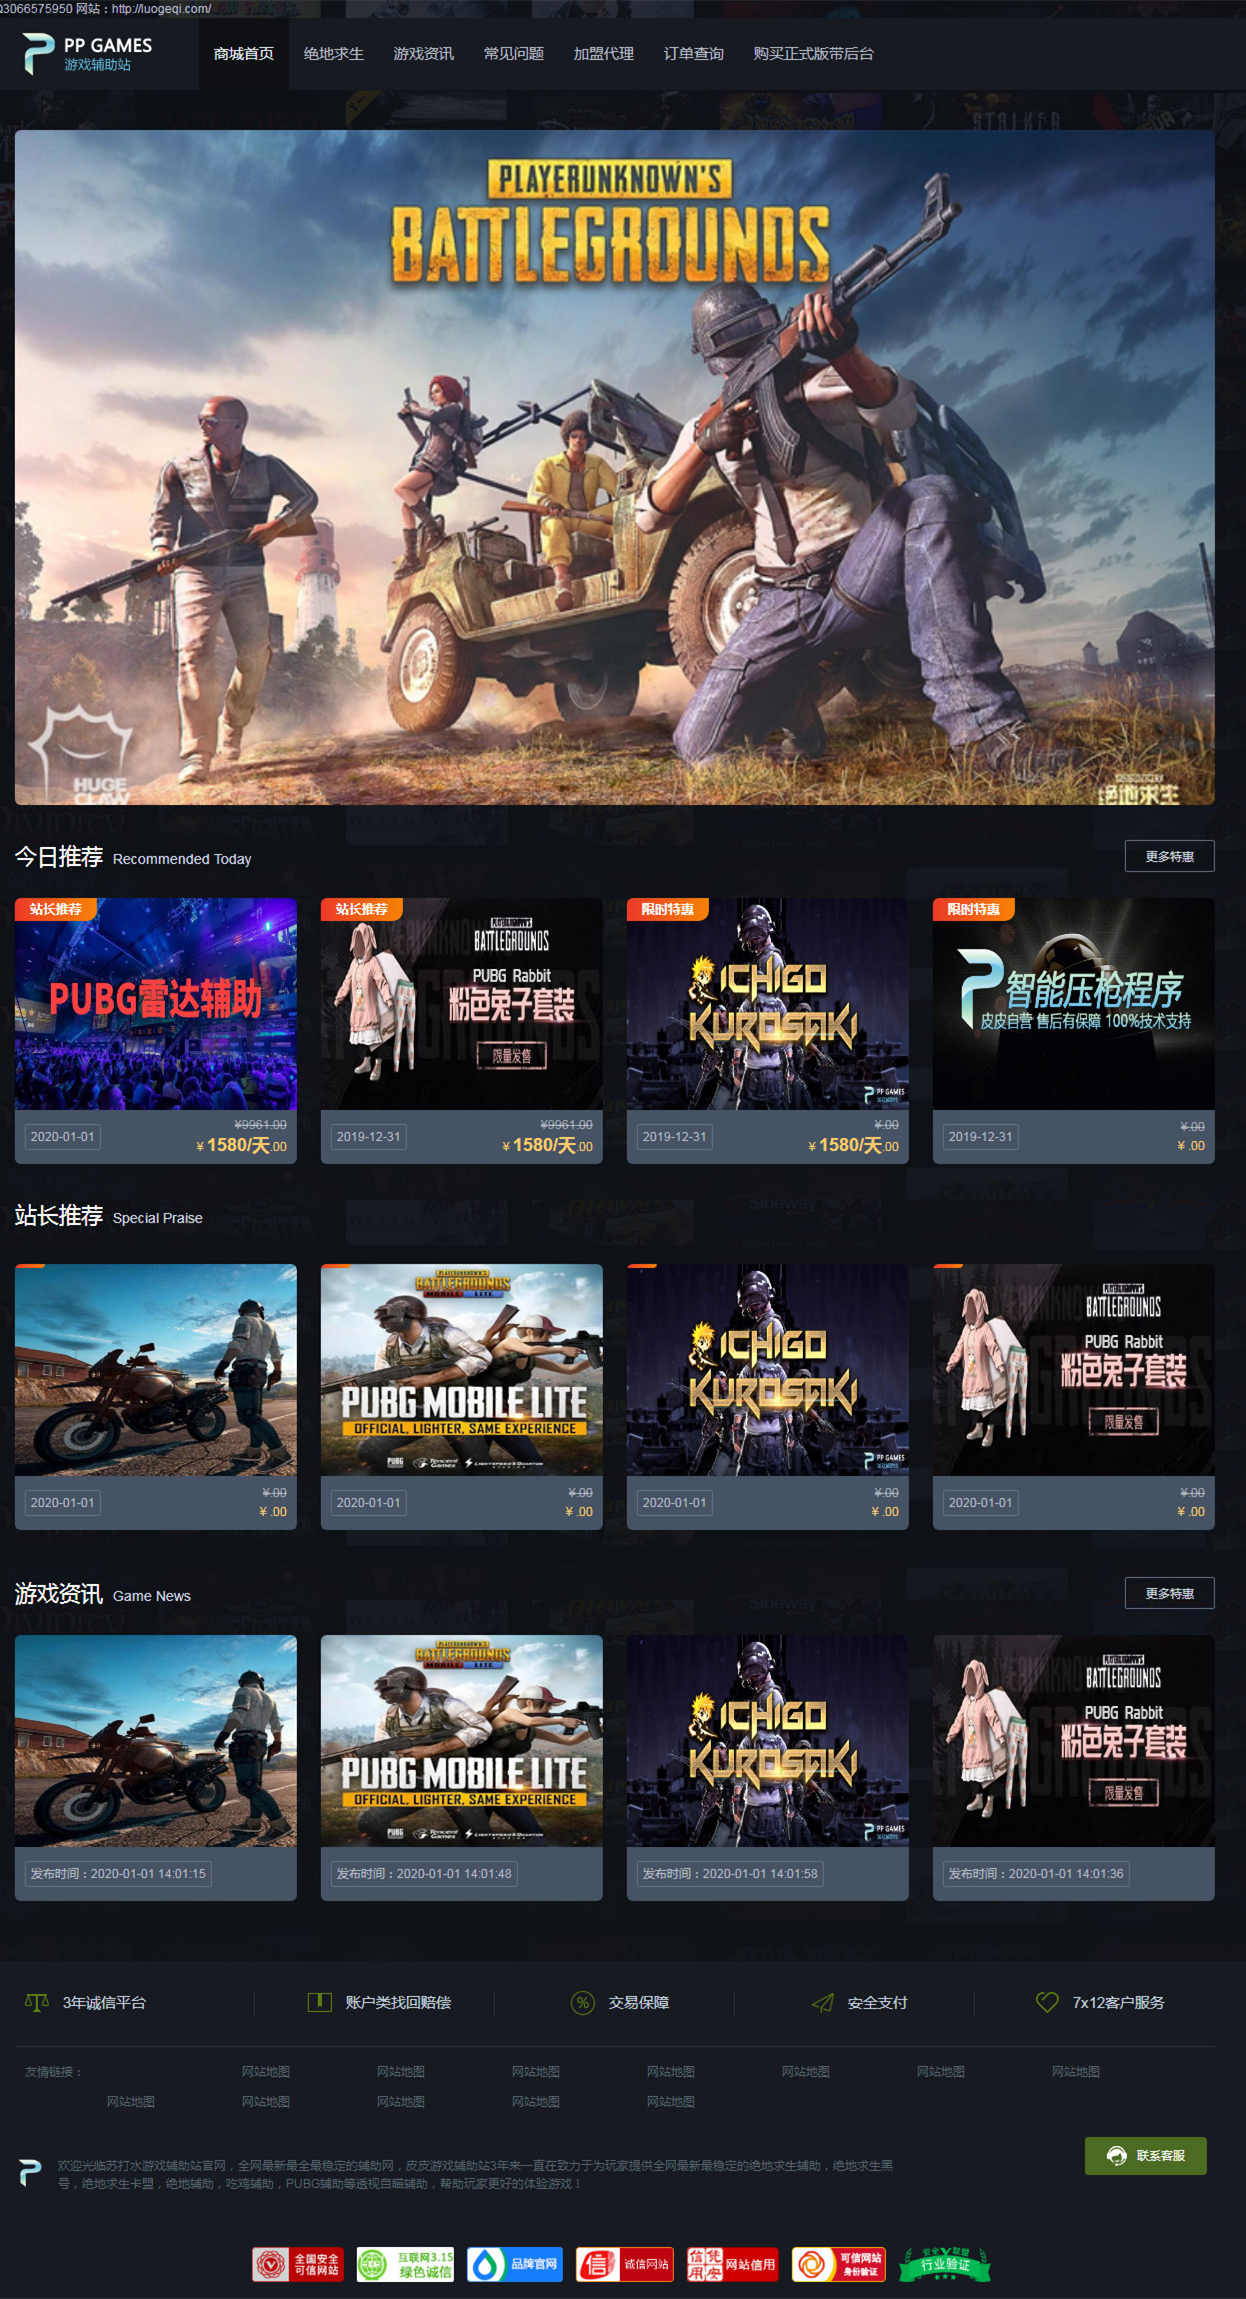 Q3066575950 网站：http://luogeqi.com/
PP GAMES
游戏辅助站
商城首页 绝地求生 游戏资讯 常见问题 加盟代理 订单查询 购买正式版带后台
PLAYERUNKNOWN'S
BATTLEGROUNDS
HUGE
CLAW
绝地求生
今日推荐 Recommended Today 更多特惠
站长推荐 站长推荐 限时特惠 限时特惠
PUBG雷达辅助
BATTLEGROUNDS
PUBG Rabbit
粉色兔子套装
限量发售
ICHIGO
KUROSAKI
PP GAMES
智能压枪程序
皮皮自营 售后有保障 100%技术支持
2020-01-01 ¥9961.00
¥ 1580/天.00
2019-12-31 ¥9961.00
¥ 1580/天.00
2019-12-31 ¥.00
¥ 1580/天.00
2019-12-31 ¥.00
¥ .00
站长推荐 Special Praise
BATTLEGROUNDS
MOBILE LITE
PUBG MOBILE LITE
OFFICIAL, LIGHTER, SAME EXPERIENCE
PUBG Tencent Games LIGHTSPEED & QUANTUM
ICHIGO
KUROSAKI
PP GAMES
BATTLEGROUNDS
PUBG Rabbit
粉色兔子套装
限量发售
2020-01-01 ¥.00
¥ .00
2020-01-01 ¥.00
¥ .00
2020-01-01 ¥.00
¥ .00
2020-01-01 ¥.00
¥ .00
游戏资讯 Game News 更多特惠
BATTLEGROUNDS
MOBILE LITE
PUBG MOBILE LITE
OFFICIAL, LIGHTER, SAME EXPERIENCE
PUBG Tencent Games LIGHTSPEED & QUANTUM
ICHIGO
KUROSAKI
PP GAMES
BATTLEGROUNDS
PUBG Rabbit
粉色兔子套装
限量发售
发布时间：2020-01-01 14:01:15
发布时间：2020-01-01 14:01:48
发布时间：2020-01-01 14:01:58
发布时间：2020-01-01 14:01:36
3年诚信平台 账户类找回赔偿 交易保障 安全支付 7x12客户服务
友情链接： 网站地图 网站地图 网站地图 网站地图 网站地图 网站地图 网站地图
网站地图 网站地图 网站地图 网站地图 网站地图
欢迎光临苏打水游戏辅助站官网，全网最新最全最稳定的辅助网，皮皮游戏辅助站3年来一直在致力于为玩家提供全网最新最稳定的绝地求生辅助，绝地求生黑
号，绝地求生卡盟，绝地辅助，吃鸡辅助，PUBG辅助等透视自瞄辅助，帮助玩家更好的体验游戏！
联系客服
全国安全
可信网站
互联网3.15
绿色诚信
品牌官网
信 诚信网站
网站信用
可信网站
身份验证
安全联盟
行业验证